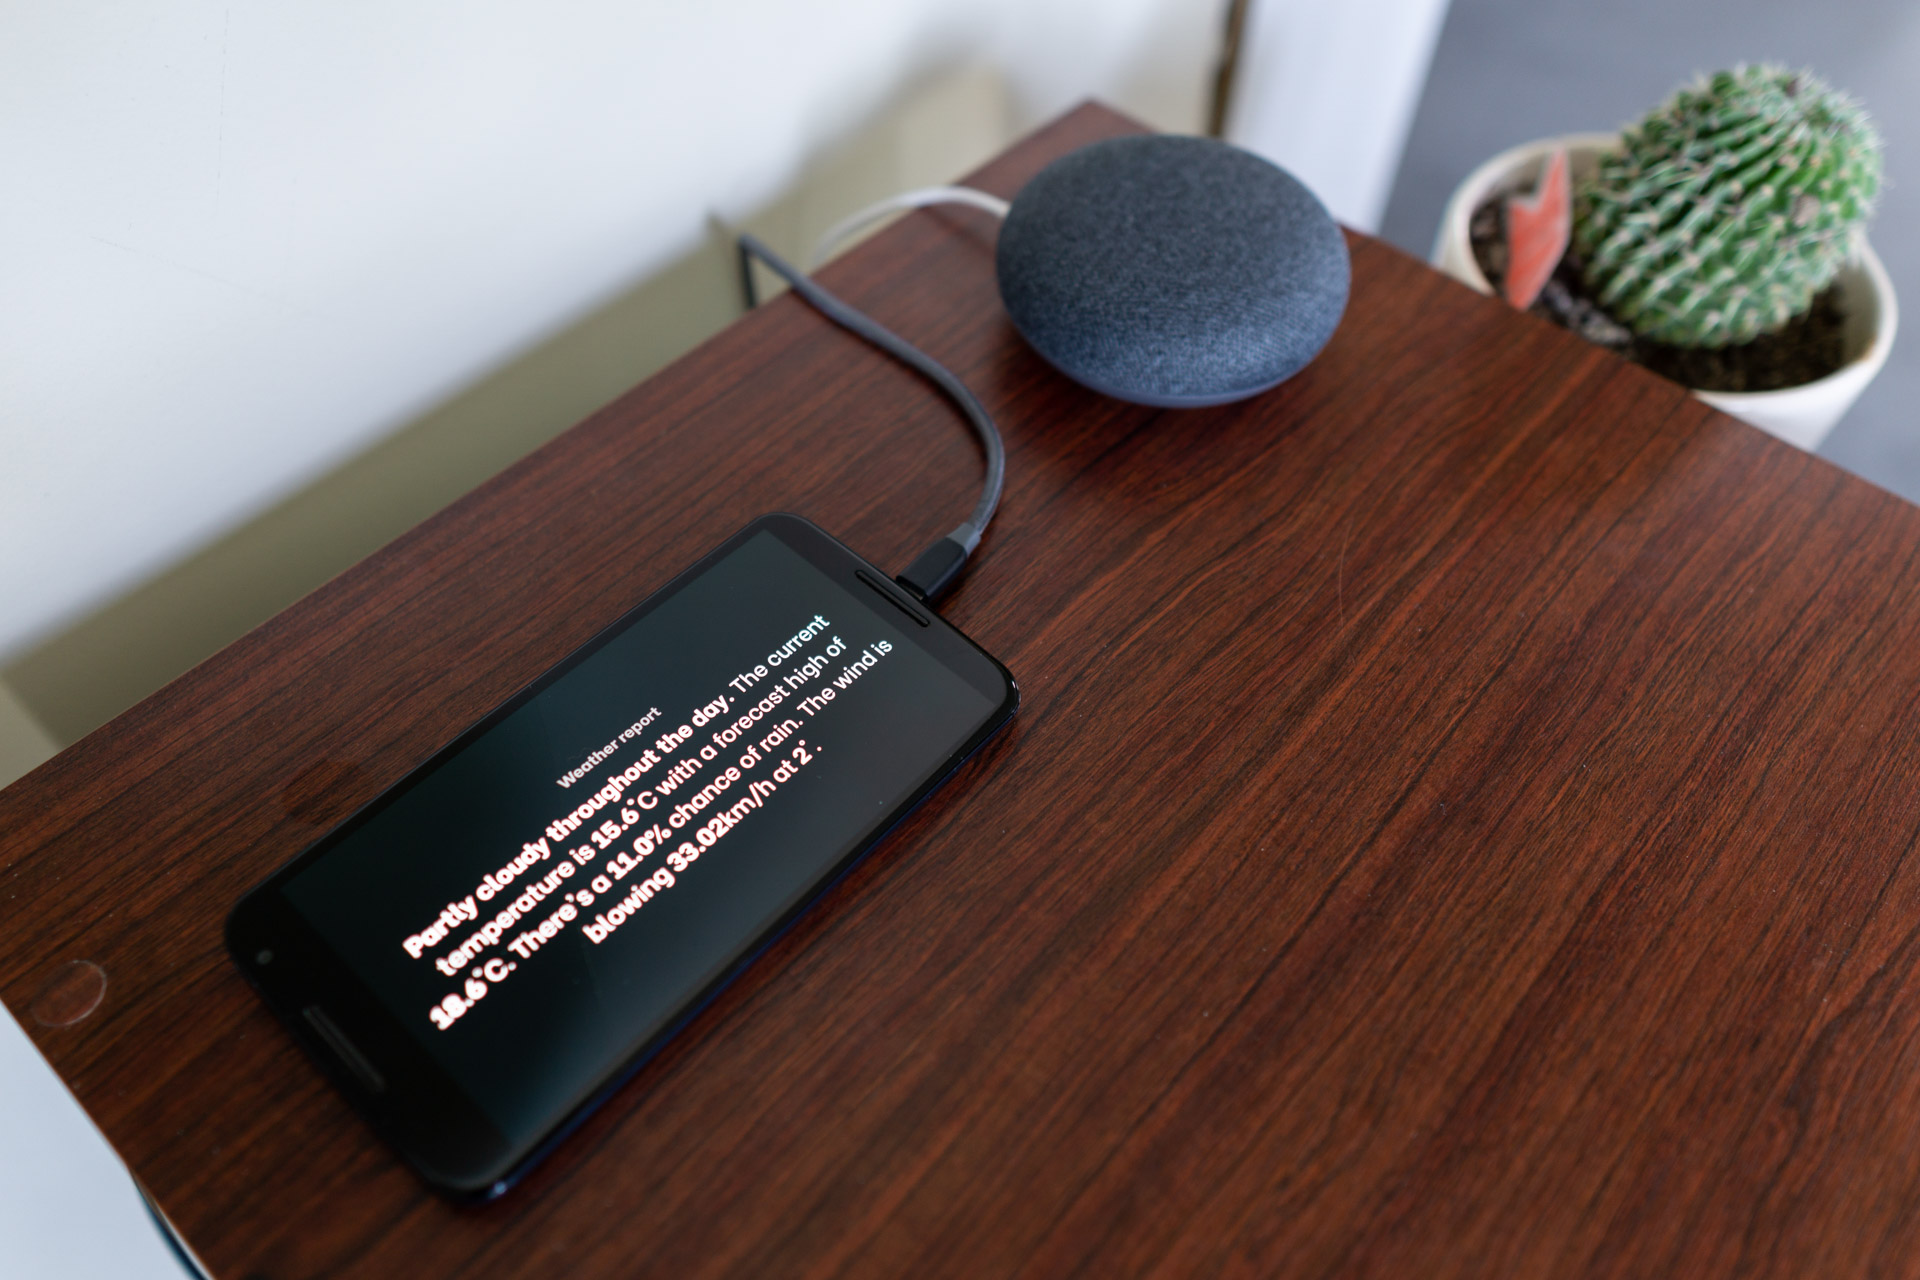 Weather report
Partly cloudy throughout the day. The current
temperature is 15.6°C with a forecast high of
18.6°C. There's a 11.0% chance of rain. The wind is
blowing 33.02km/h at 2°.